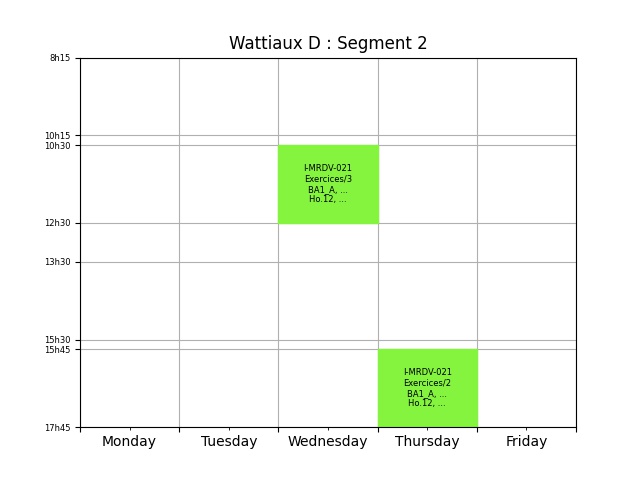 Wattiaux D : Segment 2
8h15
10h15
10h30
I-MRDV-021
Exercices/3
BA1_A, ...
Ho.12, ...
12h30
13h30
15h30
15h45
I-MRDV-021
Exercices/2
BA1_A, ...
Ho.12, ...
17h45
Monday Tuesday Wednesday Thursday Friday